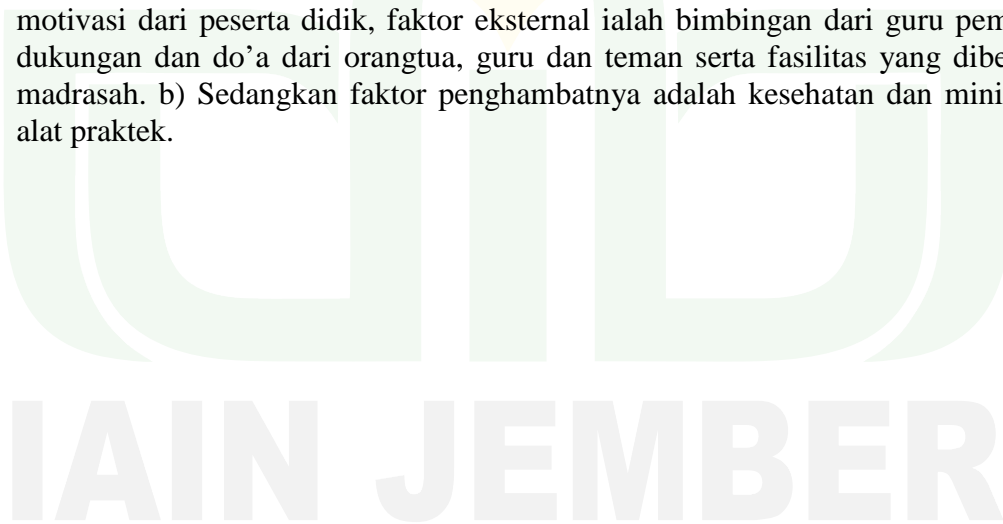 motivasi dari peserta didik, faktor eksternal ialah bimbingan dari guru pem
dukungan dan do’a dari orangtua, guru dan teman serta fasilitas yang dibe
madrasah. b) Sedangkan faktor penghambatnya adalah kesehatan dan mini
alat praktek.
IAIN JEMBER